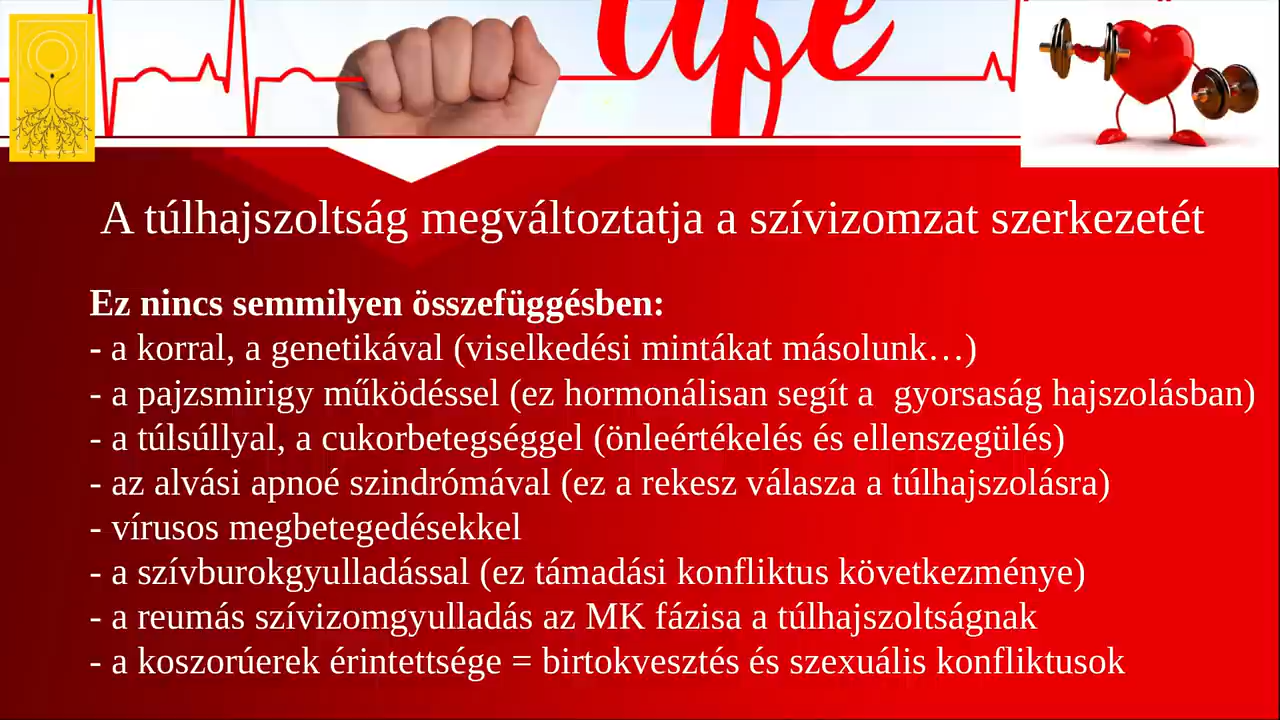 life
A túlhajszoltság megváltoztatja a szívizomzat szerkezetét
Ez nincs semmilyen összefüggésben:
- a korral, a genetikával (viselkedési mintákat másolunk…)
- a pajzsmirigy működéssel (ez hormonálisan segít a  gyorsaság hajszolásban)
- a túlsúllyal, a cukorbetegséggel (önleértékelés és ellenszegülés)
- az alvási apnoé szindrómával (ez a rekesz válasza a túlhajszolásra)
- vírusos megbetegedésekkel
- a szívburokgyulladással (ez támadási konfliktus következménye)
- a reumás szívizomgyulladás az MK fázisa a túlhajszoltságnak
- a koszorúerek érintettsége = birtokvesztés és szexuális konfliktusok